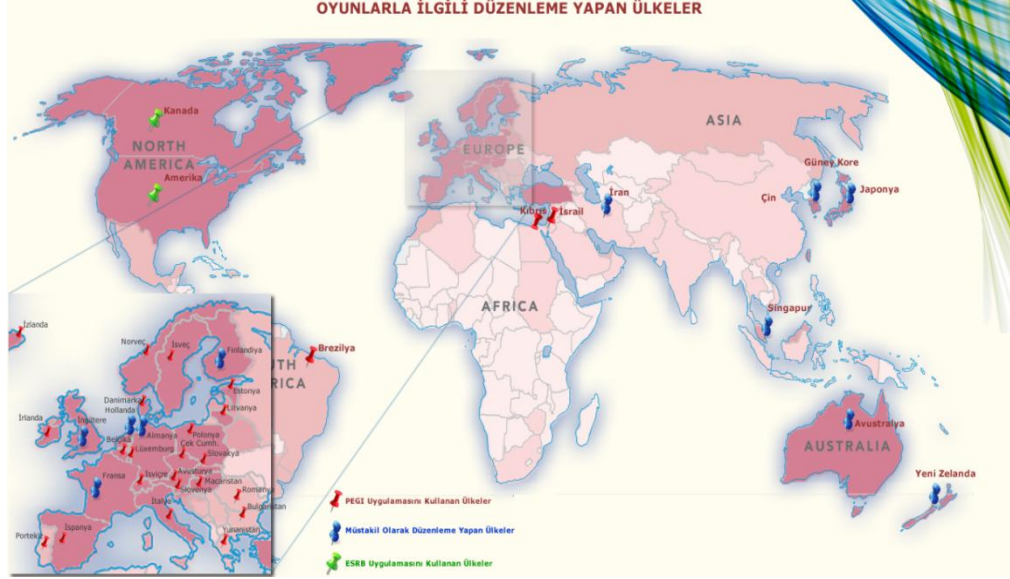 OYUNLARLA İLGİLİ DÜZENLEME YAPAN ÜLKELER
Kanada
NORTH
AMERICA
Amerika
EUROPE
ASIA
Güney Kore
Japonya
Çin
İran
Kıbrıs
İsrail
AFRICA
Singapur
Brezilya
Avustralya
AUSTRALIA
Yeni Zelanda
İzlanda
Norveç
İsveç
Finlandiya
Estonya
Litvanya
Danimarka
Hollanda
İrlanda
İngiltere
Almanya
Polonya
Belçika
Lüxemburg
Çek Cumh.
Slovakya
Fransa
İsviçre
Avusturya
Macaristan
Slovenya
Romanya
Bulgaristan
İtalya
Yunanistan
Portekiz
İspanya
PEGI Uygulamasını Kullanan Ülkeler
Müstakil Olarak Düzenleme Yapan Ülkeler
ESRB Uygulamasını Kullanan Ülkeler